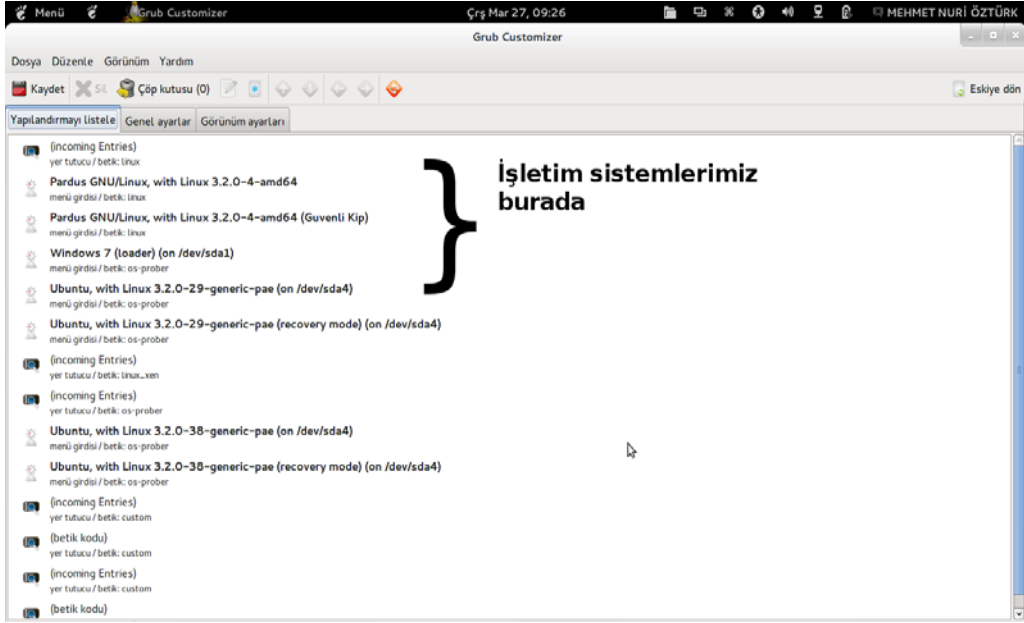 Menü Grub Customizer Çrş Mar 27, 09:26 MEHMET NURİ ÖZTÜRK
Grub Customizer
Dosya Düzenle Görünüm Yardım
Kaydet Sil Çöp kutusu (0) Eskiye dön
Yapılandırmayı listele Genel ayarlar Görünüm ayarları
(incoming Entries)
yer tutucu / betik: linux
Pardus GNU/Linux, with Linux 3.2.0-4-amd64
menü girdisi / betik: linux
Pardus GNU/Linux, with Linux 3.2.0-4-amd64 (Guvenli Kip)
menü girdisi / betik: linux
Windows 7 (loader) (on /dev/sda1)
menü girdisi / betik: os-prober
Ubuntu, with Linux 3.2.0-29-generic-pae (on /dev/sda4)
menü girdisi / betik: os-prober
Ubuntu, with Linux 3.2.0-29-generic-pae (recovery mode) (on /dev/sda4)
menü girdisi / betik: os-prober
(incoming Entries)
yer tutucu / betik: linux_xen
(incoming Entries)
yer tutucu / betik: os-prober
Ubuntu, with Linux 3.2.0-38-generic-pae (on /dev/sda4)
menü girdisi / betik: os-prober
Ubuntu, with Linux 3.2.0-38-generic-pae (recovery mode) (on /dev/sda4)
menü girdisi / betik: os-prober
(incoming Entries)
yer tutucu / betik: custom
(betik kodu)
yer tutucu / betik: custom
(incoming Entries)
yer tutucu / betik: custom
(betik kodu)
İşletim sistemlerimiz
burada